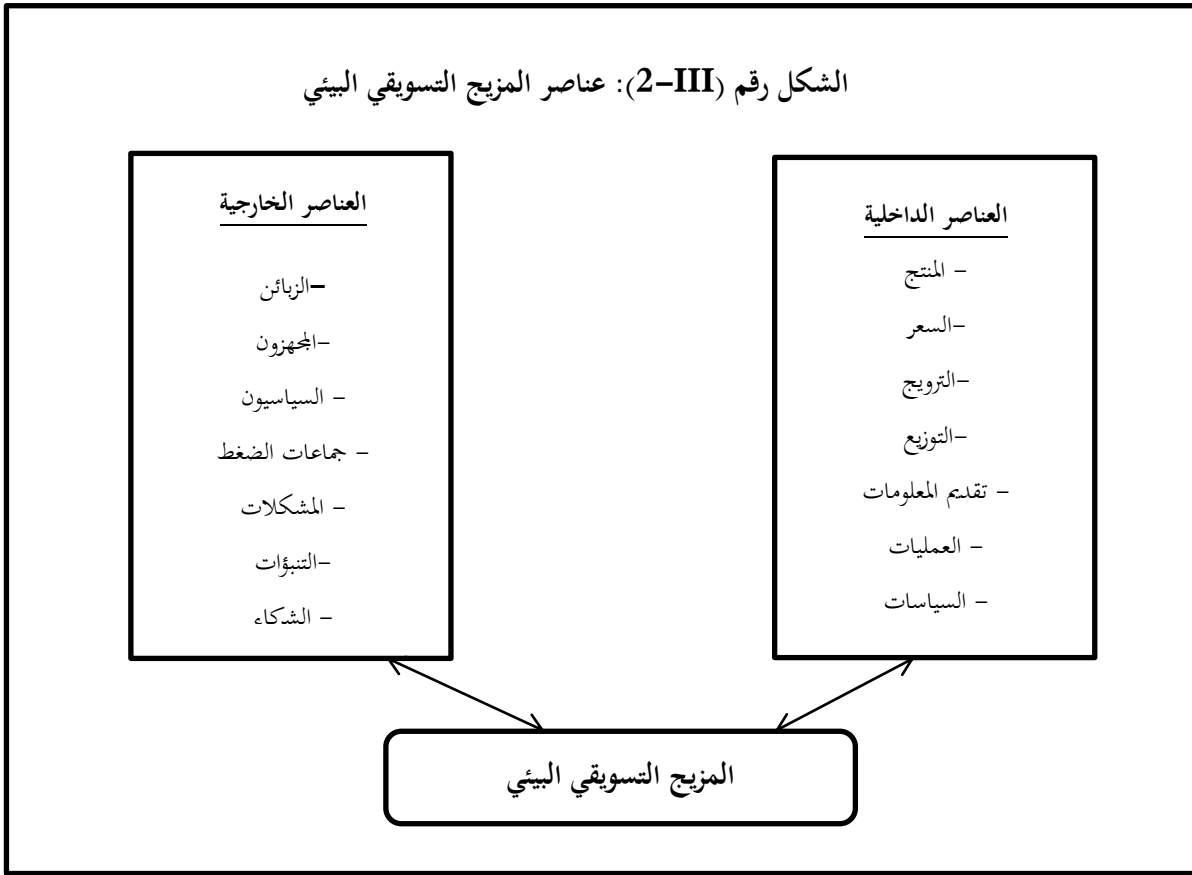 الشكل رقم (2-III): عناصر المزيج التسويقي البيئي
العناصر الداخلية
- المنتج
-السعر
-الترويج
-التوزيع
- تقديم المعلومات
- العمليات
- السياسات
العناصر الخارجية
-الزبائن
-المجهزون
- السياسيون
- جماعات الضغط
- المشكلات
-التنبؤات
- الشكاء
المزيج التسويقي البيئي